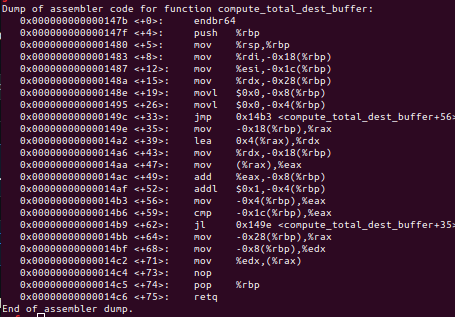 Dump of assembler code for function compute_total_dest_buffer:
   0x000000000000147b <+0>:     endbr64
   0x000000000000147f <+4>:     push   %rbp
   0x0000000000001480 <+5>:     mov    %rsp,%rbp
   0x0000000000001483 <+8>:     mov    %rdi,-0x18(%rbp)
   0x0000000000001487 <+12>:    mov    %esi,-0x1c(%rbp)
   0x000000000000148a <+15>:    mov    %rdx,-0x28(%rbp)
   0x000000000000148e <+19>:    movl   $0x0,-0x8(%rbp)
   0x0000000000001495 <+26>:    movl   $0x0,-0x4(%rbp)
   0x000000000000149c <+33>:    jmp    0x14b3 <compute_total_dest_buffer+56>
   0x000000000000149e <+35>:    mov    -0x18(%rbp),%rax
   0x00000000000014a2 <+39>:    lea    0x4(%rax),%rdx
   0x00000000000014a6 <+43>:    mov    %rdx,-0x18(%rbp)
   0x00000000000014aa <+47>:    mov    (%rax),%eax
   0x00000000000014ac <+49>:    add    %eax,-0x8(%rbp)
   0x00000000000014af <+52>:    addl   $0x1,-0x4(%rbp)
   0x00000000000014b3 <+56>:    mov    -0x4(%rbp),%eax
   0x00000000000014b6 <+59>:    cmp    -0x1c(%rbp),%eax
   0x00000000000014b9 <+62>:    jl     0x149e <compute_total_dest_buffer+35>
   0x00000000000014bb <+64>:    mov    -0x28(%rbp),%rax
   0x00000000000014bf <+68>:    mov    -0x8(%rbp),%edx
   0x00000000000014c2 <+71>:    mov    %edx,(%rax)
   0x00000000000014c4 <+73>:    nop
   0x00000000000014c5 <+74>:    pop    %rbp
   0x00000000000014c6 <+75>:    retq
End of assembler dump.